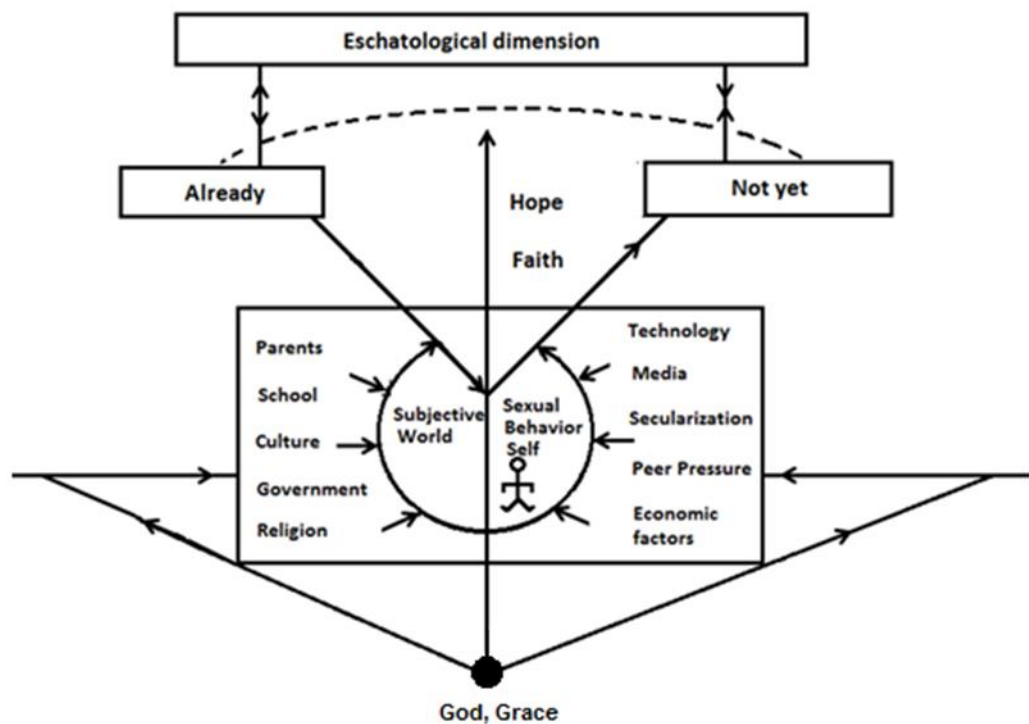 Eschatological dimension
Already
Not yet
Hope
Faith
Parents
School
Culture
Government
Religion
Subjective
World
Sexual
Behavior
Self
Technology
Media
Secularization
Peer Pressure
Economic
factors
God, Grace